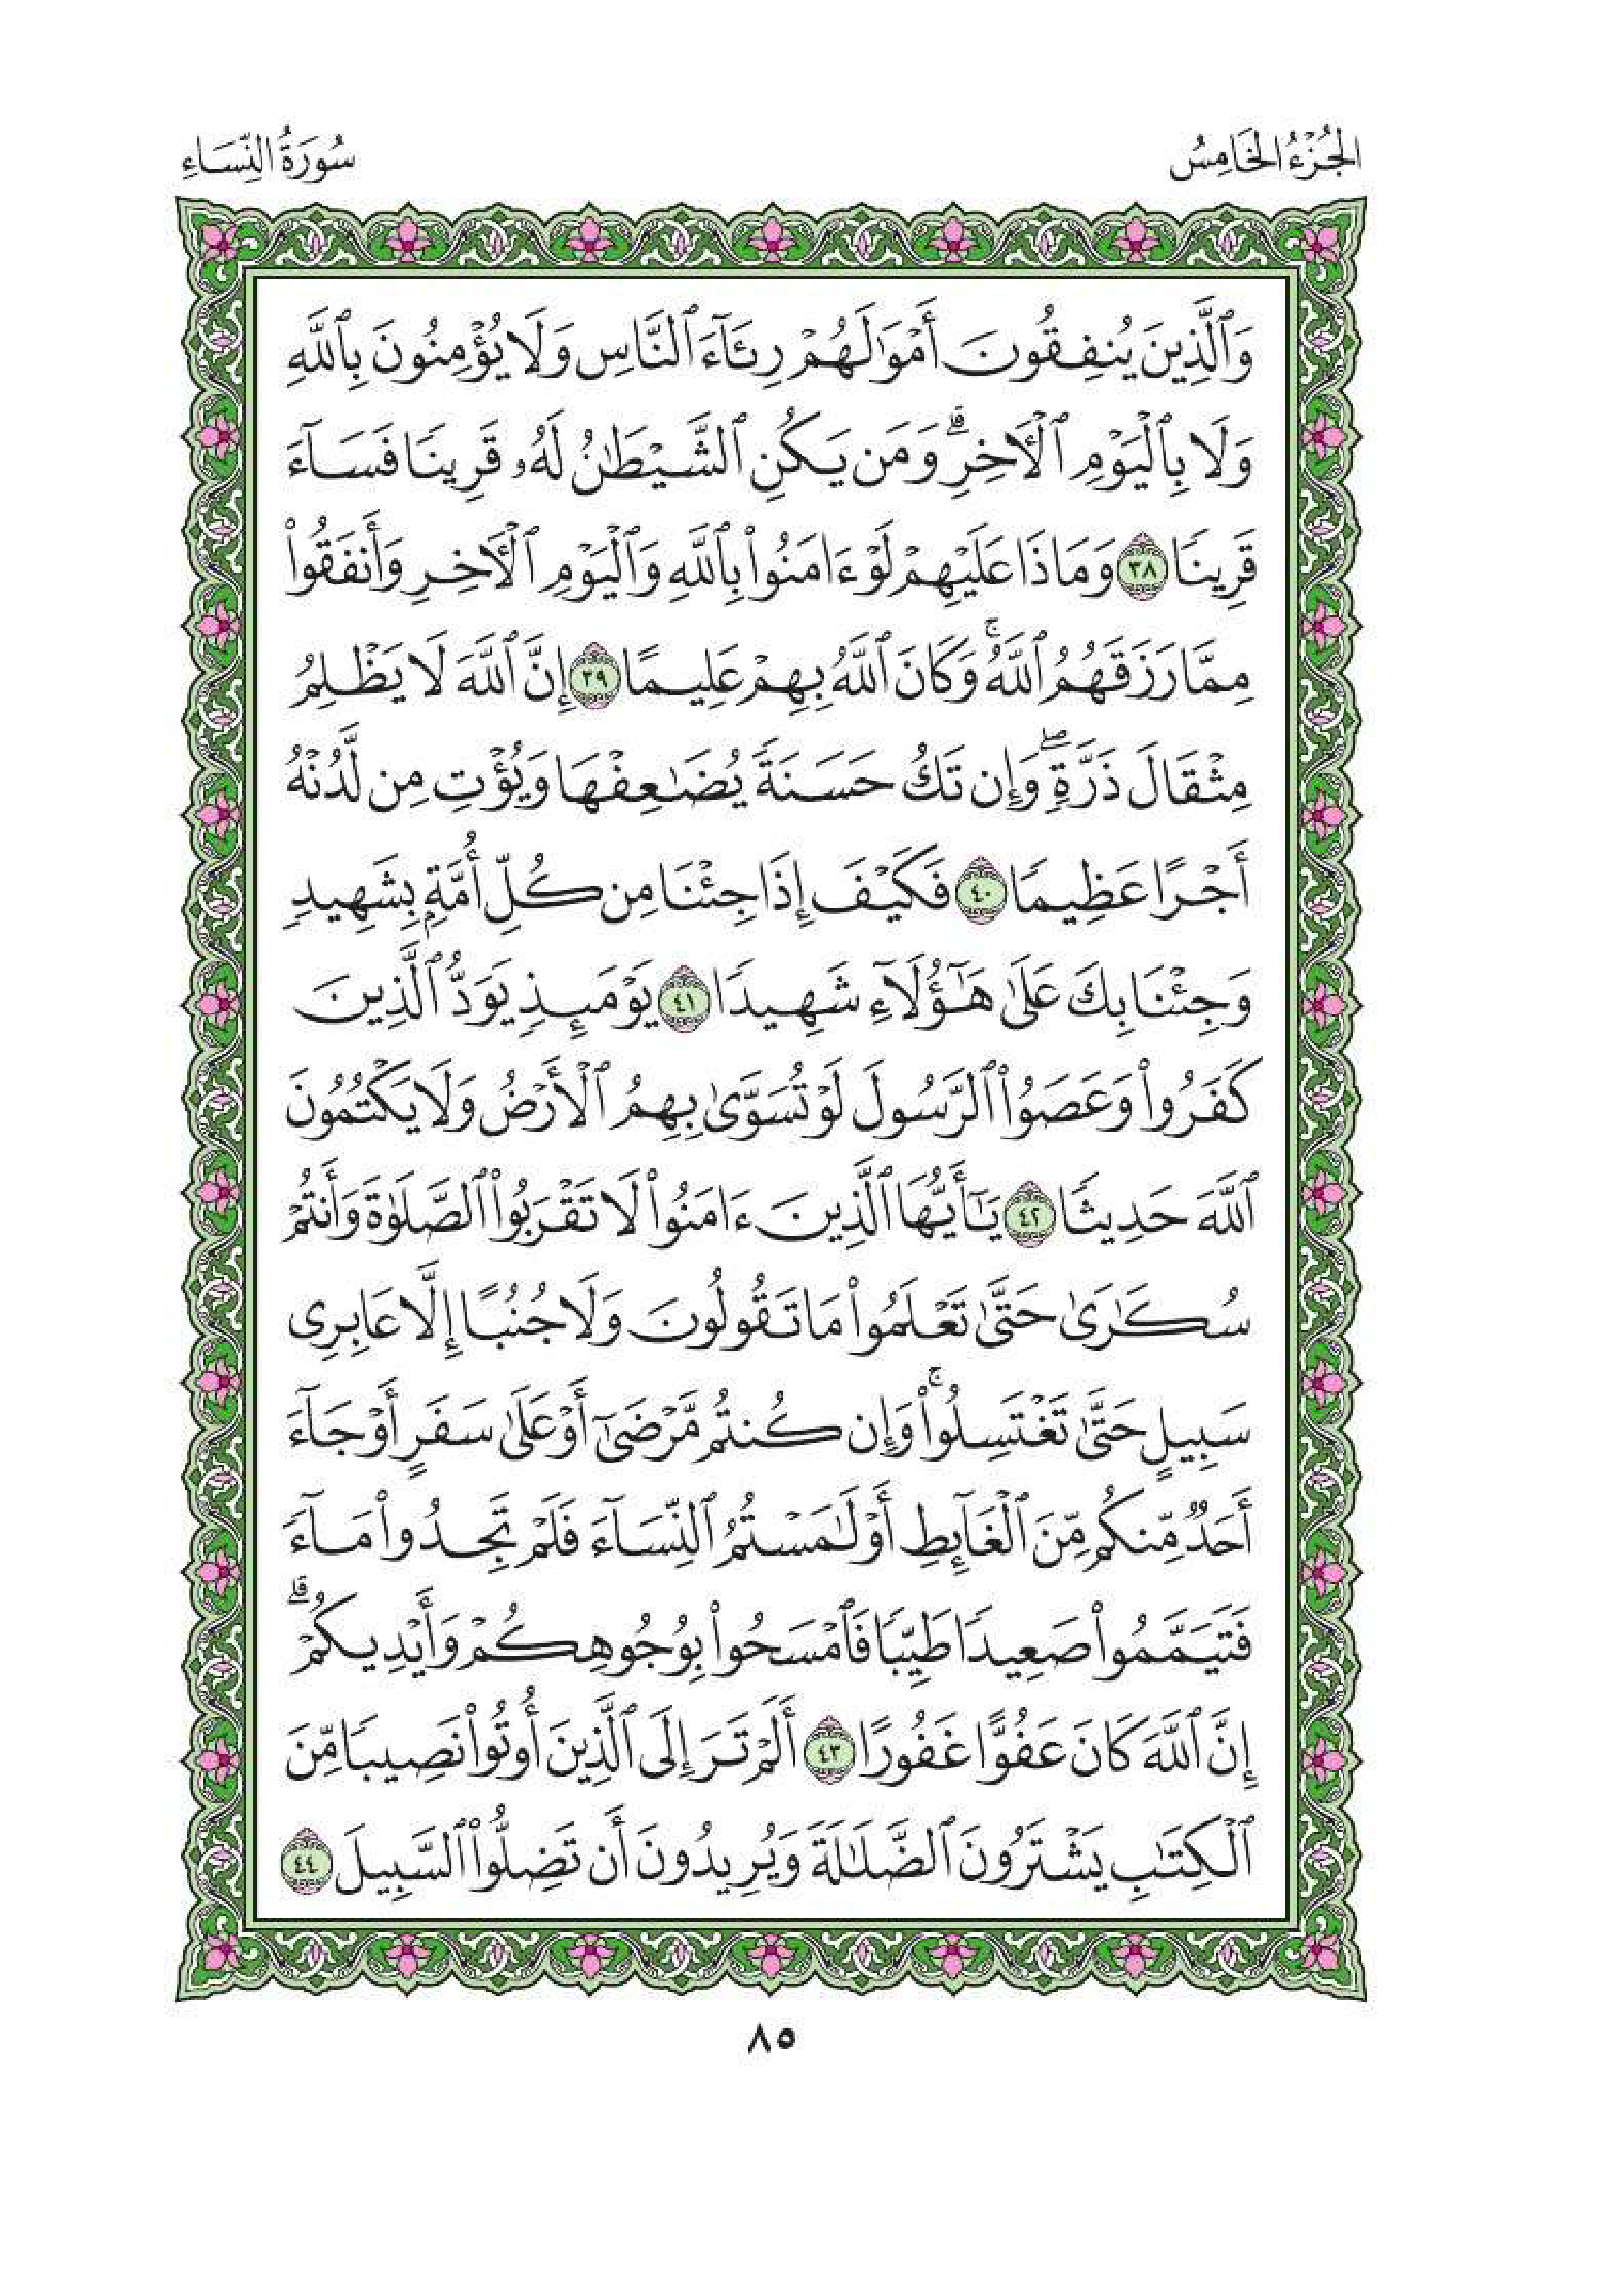 الجُزْءُ الخَامِسُ
سُورَةُ النِّسَاءِ
وَٱلَّذِينَ يُنفِقُونَ أَمْوَٰلَهُمْ رِئَآءَ ٱلنَّاسِ وَلَا يُؤْمِنُونَ بِٱللَّهِ
وَلَا بِٱلْيَوْمِ ٱلْأَخِرِ ۗ وَمَن يَكُنِ ٱلشَّيْطَٰنُ لَهُۥ قَرِينًا فَسَآءَ
قَرِينًا ٣٨ وَمَاذَا عَلَيْهِمْ لَوْ ءَامَنُوا۟ بِٱللَّهِ وَٱلْيَوْمِ ٱلْأَخِرِ وَأَنفَقُوا۟
مِمَّا رَزَقَهُمُ ٱللَّهُ ۚ وَكَانَ ٱللَّهُ بِهِمْ عَلِيمًا ٣٩ إِنَّ ٱللَّهَ لَا يَظْلِمُ
مِثْقَالَ ذَرَّةٍ ۖ وَإِن تَكُ حَسَنَةً يُضَٰعِفْهَا وَيُؤْتِ مِن لَّدُنْهُ
أَجْرًا عَظِيمًا ٤٠ فَكَيْفَ إِذَا جِئْنَا مِن كُلِّ أُمَّةٍۭ بِشَهِيدٍ
وَجِئْنَا بِكَ عَلَىٰ هَٰٓؤُلَآءِ شَهِيدًا ٤١ يَوْمَئِذٍ يَوَدُّ ٱلَّذِينَ
كَفَرُوا۟ وَعَصَوُا۟ ٱلرَّسُولَ لَوْ تُسَوَّىٰ بِهِمُ ٱلْأَرْضُ وَلَا يَكْتُمُونَ
ٱللَّهَ حَدِيثًا ٤٢ يَٰٓأَيُّهَا ٱلَّذِينَ ءَامَنُوا۟ لَا تَقْرَبُوا۟ ٱلصَّلَوٰةَ وَأَنتُمْ
سُكَٰرَىٰ حَتَّىٰ تَعْلَمُوا۟ مَا تَقُولُونَ وَلَا جُنُبًا إِلَّا عَابِرِى
سَبِيلٍ حَتَّىٰ تَغْتَسِلُوا۟ ۚ وَإِن كُنتُم مَّرْضَىٰٓ أَوْ عَلَىٰ سَفَرٍ أَوْ جَآءَ
أَحَدٌ مِّنكُم مِّنَ ٱلْغَآئِطِ أَوْ لَٰمَسْتُمُ ٱلنِّسَآءَ فَلَمْ تَجِدُوا۟ مَآءً
فَتَيَمَّمُوا۟ صَعِيدًا طَيِّبًا فَٱمْسَحُوا۟ بِوُجُوهِكُمْ وَأَيْدِيكُمْ ۗ
إِنَّ ٱللَّهَ كَانَ عَفُوًّا غَفُورًا ٤٣ أَلَمْ تَرَ إِلَى ٱلَّذِينَ أُوتُوا۟ نَصِيبًا مِّنَ
ٱلْكِتَٰبِ يَشْتَرُونَ ٱلضَّلَٰلَةَ وَيُرِيدُونَ أَن تَضِلُّوا۟ ٱلسَّبِيلَ ٤٤
٨٥